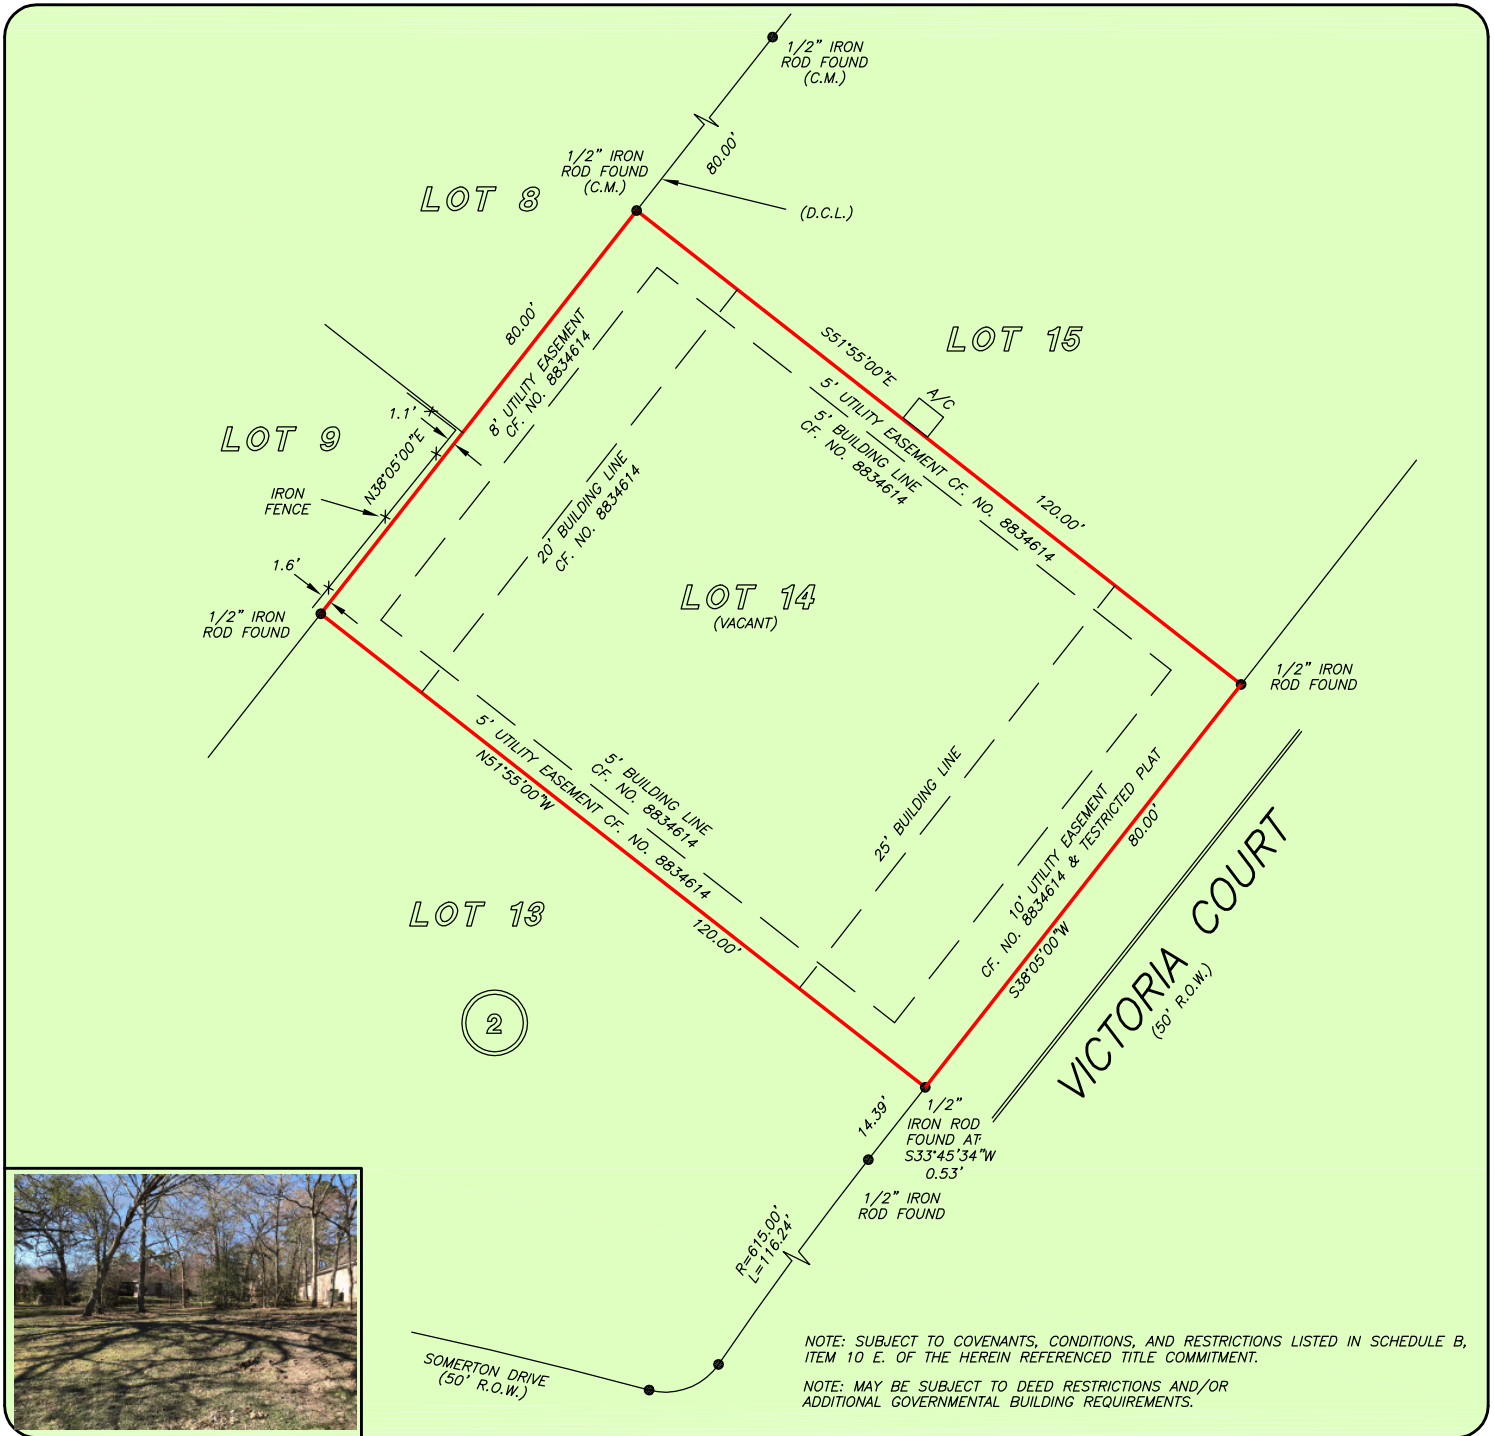 1/2" IRON
ROD FOUND
(C.M.)
80.00'
1/2" IRON
ROD FOUND
(C.M.)
LOT 8
(D.C.L.)
80.00'
8' UTILITY EASEMENT
CF. NO. 8834614
S51°55'00"E
LOT 15
A/C
5' UTILITY EASEMENT CF. NO. 8834614
5' BUILDING LINE
CF. NO. 8834614
1.1'
LOT 9
N38°05'00"E
IRON
FENCE
20' BUILDING LINE
CF. NO. 8834614
120.00'
1.6'
1/2" IRON
ROD FOUND
LOT 14
(VACANT)
1/2" IRON
ROD FOUND
5' UTILITY EASEMENT CF. NO. 8834614
N51°55'00"W
5' BUILDING LINE
CF. NO. 8834614
25' BUILDING LINE
10' UTILITY EASEMENT
CF. NO. 8834614 & TESTRICTED PLAT
80.00'
S38°05'00"W
VICTORIA COURT
(50' R.O.W.)
LOT 13
120.00'
2
14.39'
1/2"
IRON ROD
FOUND AT
S33°45'34"W
0.53'
1/2" IRON
ROD FOUND
R=615.00'
L=116.24'
SOMERTON DRIVE
(50' R.O.W.)
NOTE: SUBJECT TO COVENANTS, CONDITIONS, AND RESTRICTIONS LISTED IN SCHEDULE B,
ITEM 10 E. OF THE HEREIN REFERENCED TITLE COMMITMENT.
NOTE: MAY BE SUBJECT TO DEED RESTRICTIONS AND/OR
ADDITIONAL GOVERNMENTAL BUILDING REQUIREMENTS.